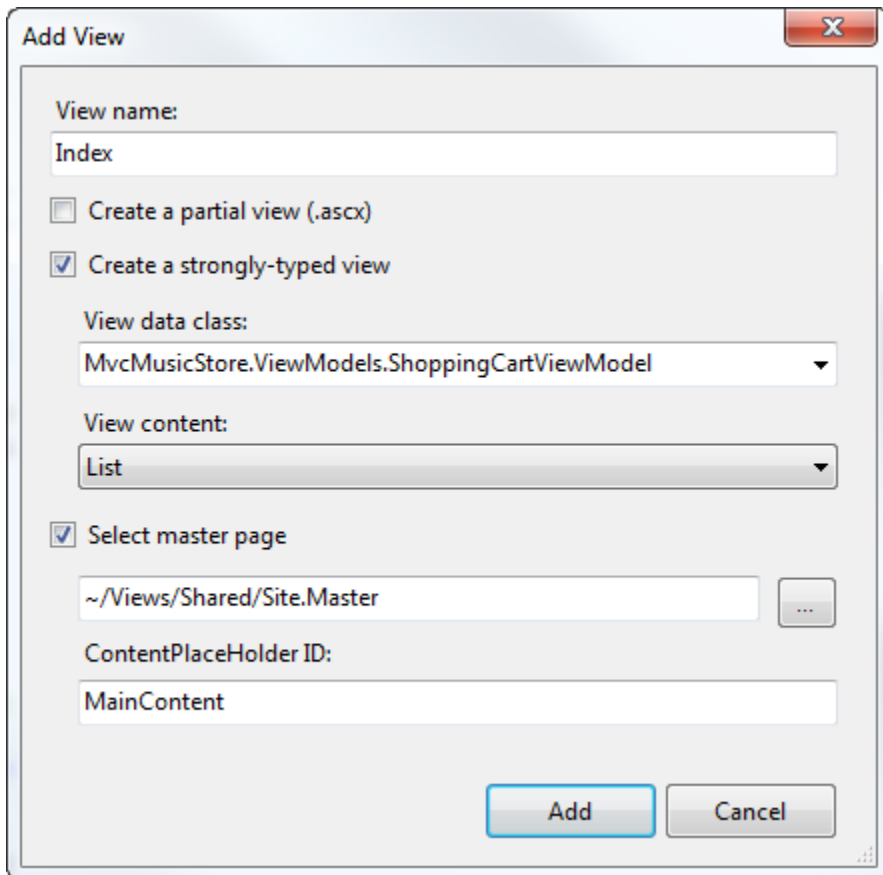 Add View
View name:
Index
Create a partial view (.ascx)
Create a strongly-typed view
View data class:
MvcMusicStore.ViewModels.ShoppingCartViewModel
View content:
List
Select master page
~/Views/Shared/Site.Master
...
ContentPlaceHolder ID:
MainContent
Add Cancel